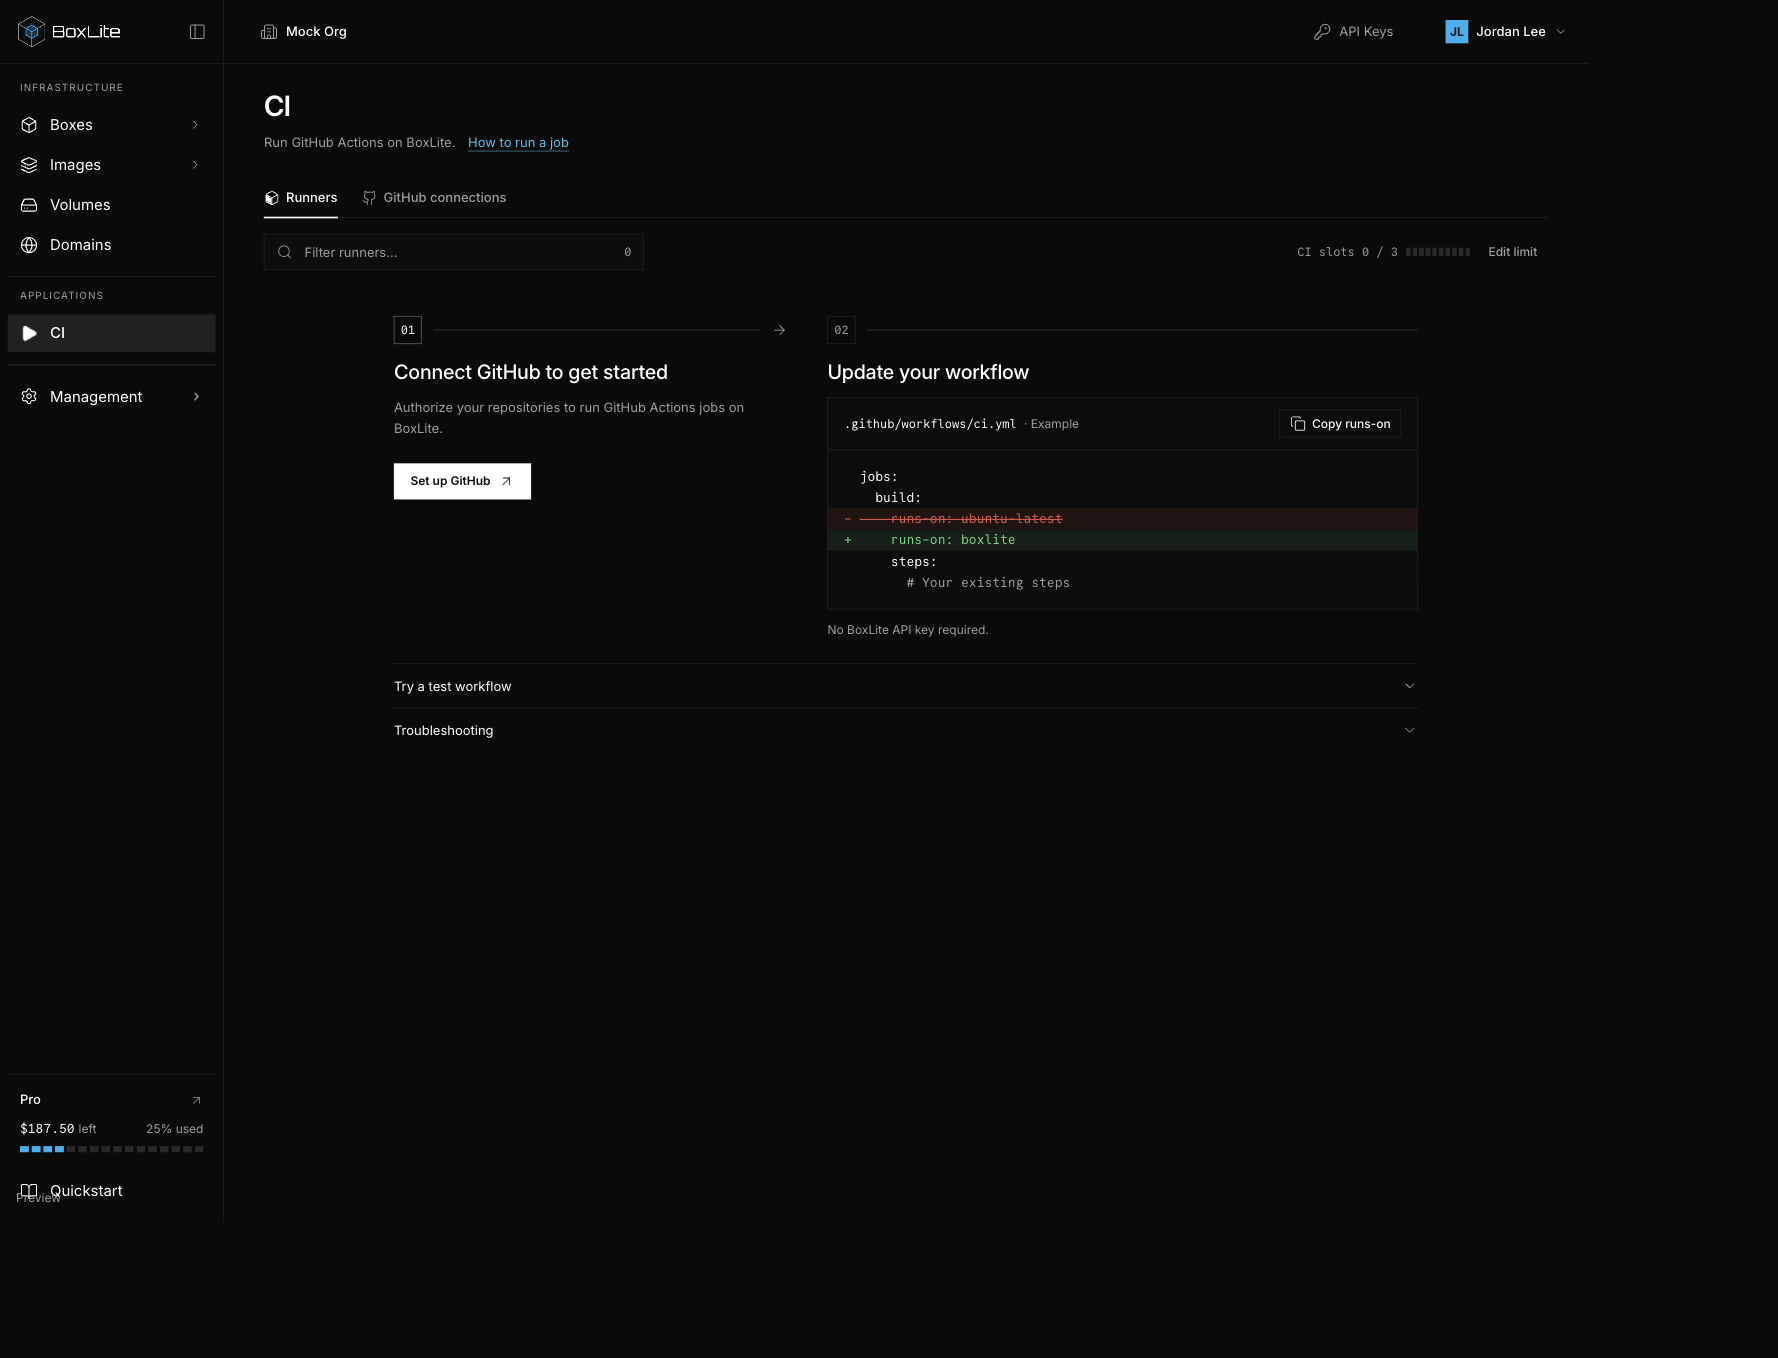 BoxLite
Mock Org
API Keys
JL Jordan Lee
INFRASTRUCTURE
Boxes
Images
Volumes
Domains
APPLICATIONS
CI
Management
CI
Run GitHub Actions on BoxLite. How to run a job
Runners GitHub connections
Filter runners... 0
CI slots 0 / 3 Edit limit
01
Connect GitHub to get started
Authorize your repositories to run GitHub Actions jobs on
BoxLite.
Set up GitHub
02
Update your workflow
.github/workflows/ci.yml · Example
Copy runs-on
jobs:
build:
- runs-on: ubuntu-latest
+ runs-on: boxlite
steps:
# Your existing steps
No BoxLite API key required.
Try a test workflow
Troubleshooting
Pro
$187.50 left 25% used
Quickstart
Preview